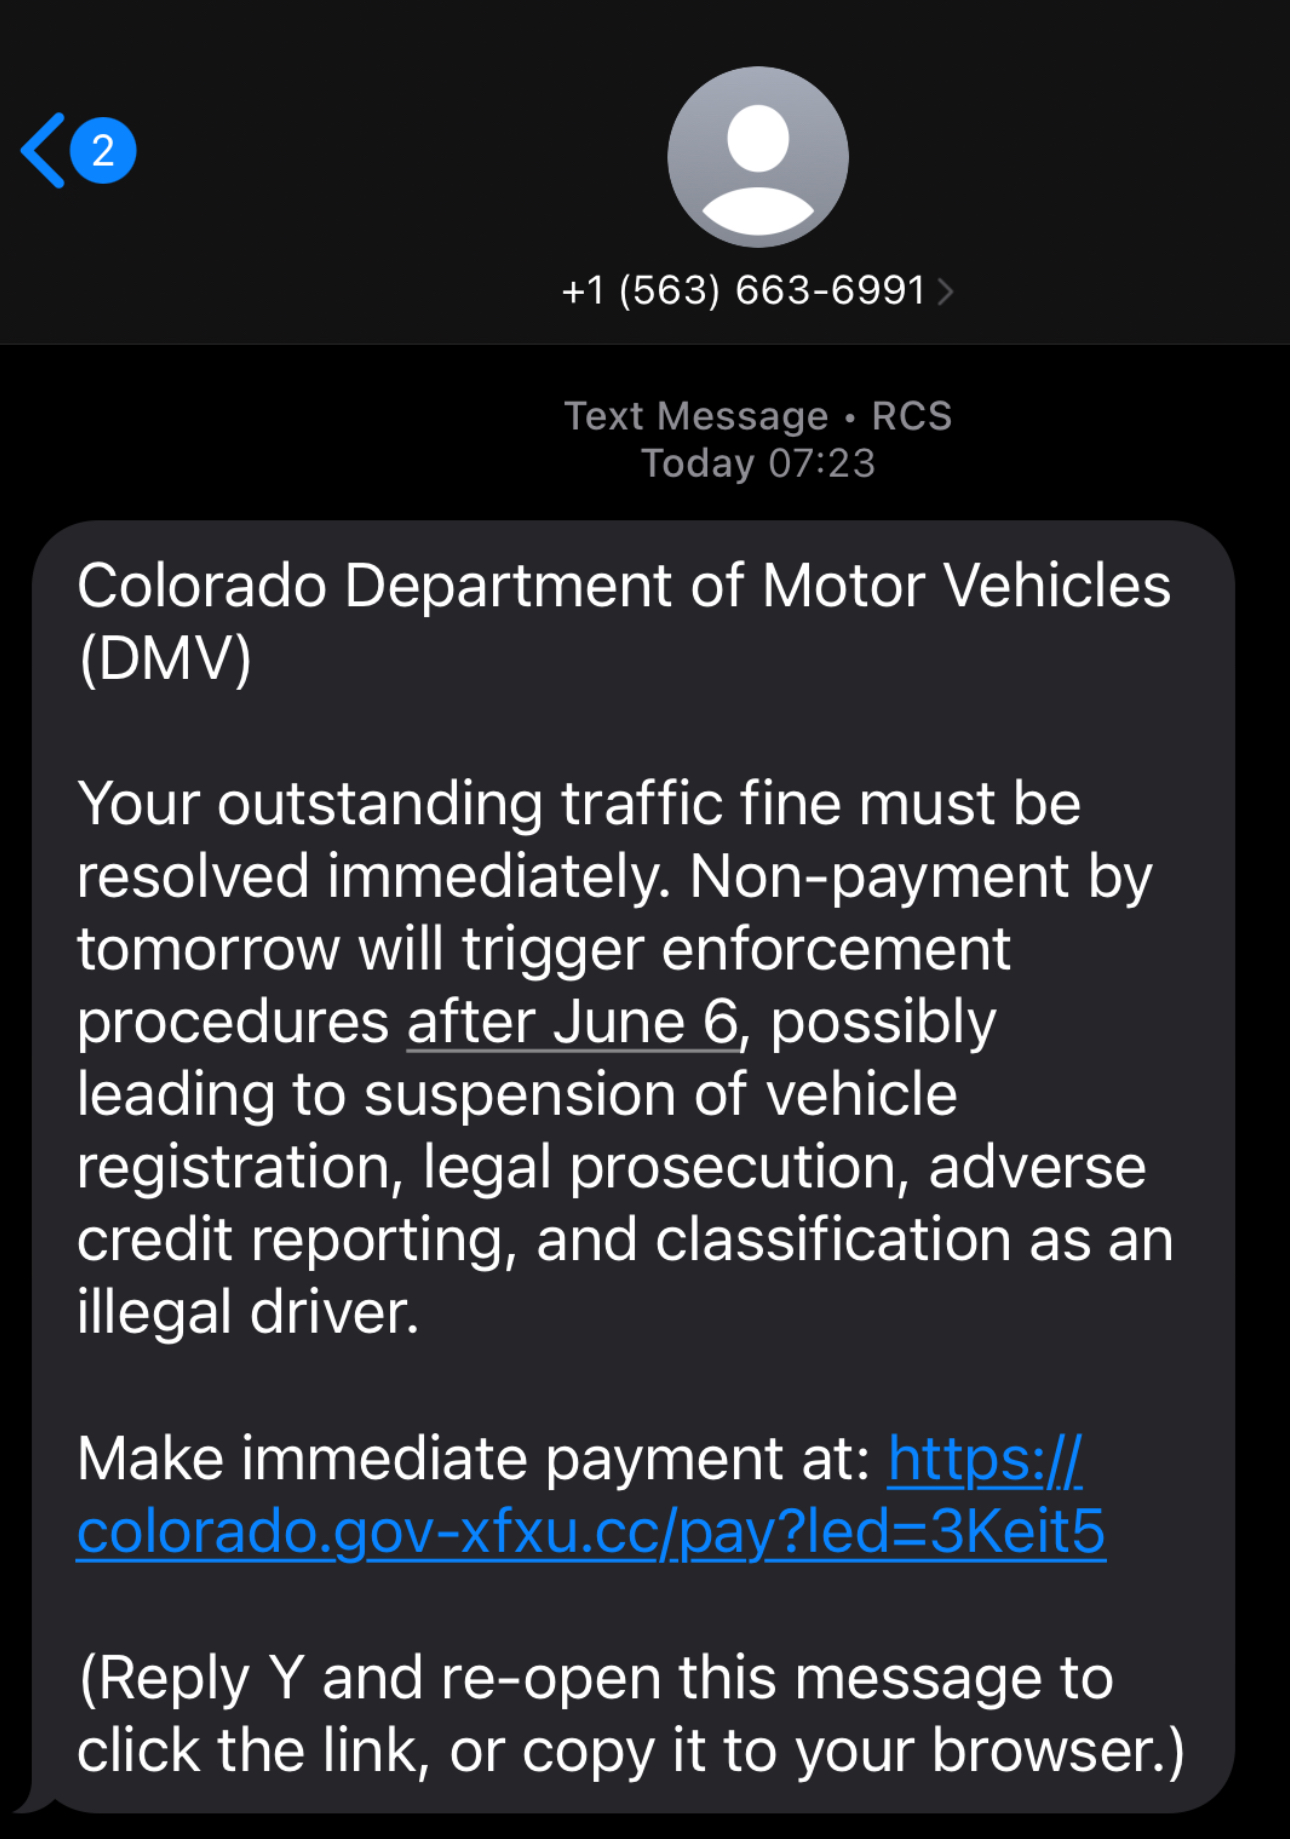 2
+1 (563) 663-6991
Text Message • RCS
Today 07:23
Colorado Department of Motor Vehicles
(DMV)
Your outstanding traffic fine must be
resolved immediately. Non-payment by
tomorrow will trigger enforcement
procedures after June 6, possibly
leading to suspension of vehicle
registration, legal prosecution, adverse
credit reporting, and classification as an
illegal driver.
Make immediate payment at: https://
colorado.gov-xfxu.cc/pay?led=3Keit5
(Reply Y and re-open this message to
click the link, or copy it to your browser.)